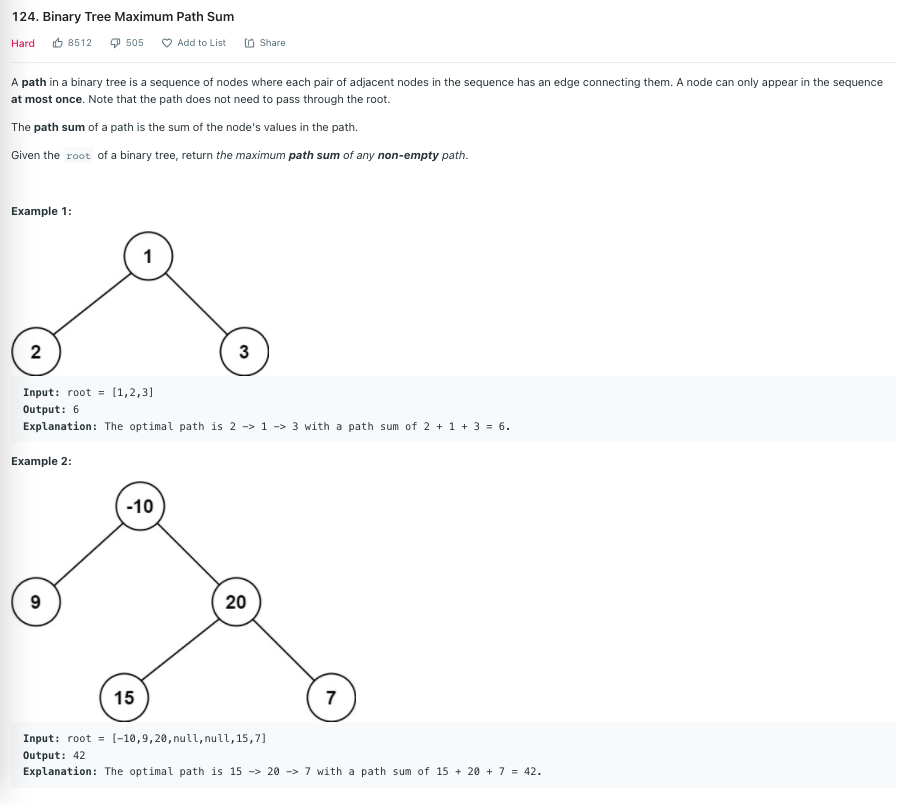 124. Binary Tree Maximum Path Sum
Hard 8512 505 Add to List Share
A path in a binary tree is a sequence of nodes where each pair of adjacent nodes in the sequence has an edge connecting them. A node can only appear in the sequence
at most once. Note that the path does not need to pass through the root.
The path sum of a path is the sum of the node's values in the path.
Given the root of a binary tree, return the maximum path sum of any non-empty path.
Example 1:
1
2 3
Input: root = [1,2,3]
Output: 6
Explanation: The optimal path is 2 -> 1 -> 3 with a path sum of 2 + 1 + 3 = 6.
Example 2:
-10
9 20
15 7
Input: root = [-10,9,20,null,null,15,7]
Output: 42
Explanation: The optimal path is 15 -> 20 -> 7 with a path sum of 15 + 20 + 7 = 42.